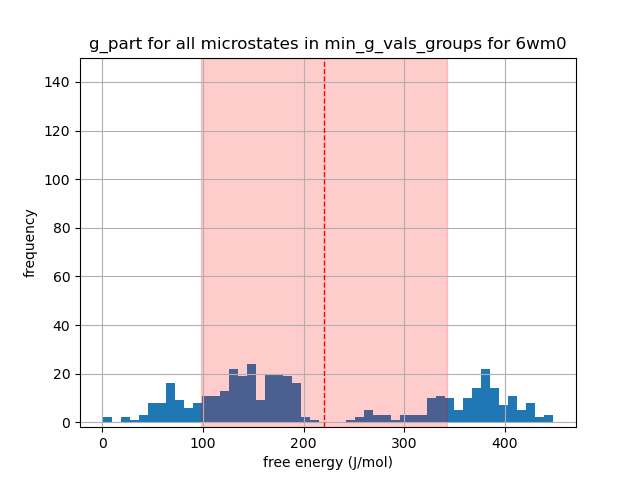 g_part for all microstates in min_g_vals_groups for 6wm0
140
120
100
80
60
40
20
0
frequency
0 100 200 300 400
free energy (J/mol)